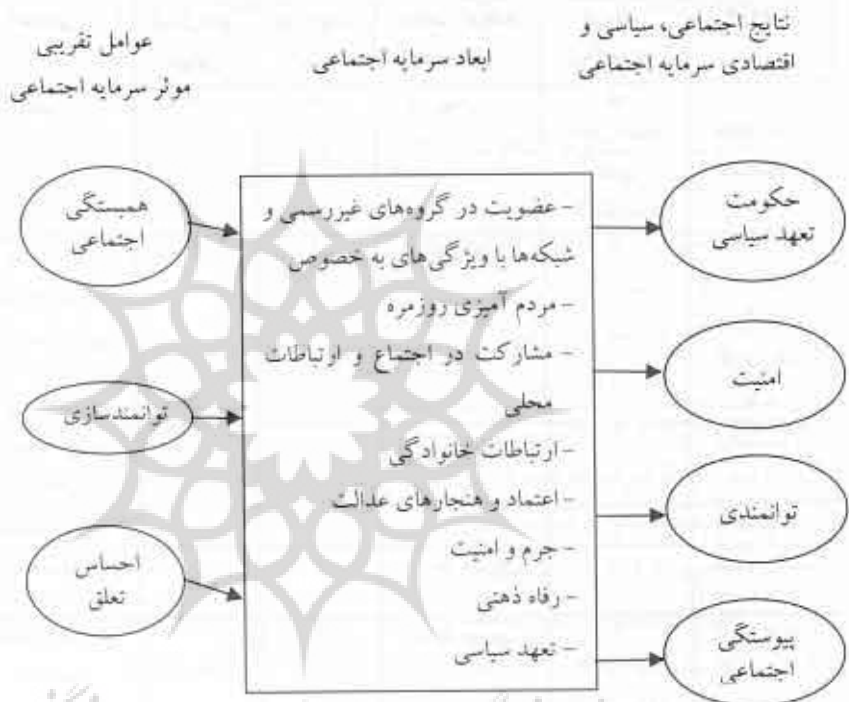 نتایج اجتماعی، سیاسی و
اقتصادی سرمایه اجتماعی
ابعاد سرمایه اجتماعی
عوامل تقریبی
موثر سرمایه اجتماعی
همبستگی
اجتماعی
توانمندسازی
احساس
تعلق
- عضویت در گروه‌های غیررسمی و
شبکه‌ها با ویژگی‌های به خصوص
- مردم آمیزی روزمره
- مشارکت در اجتماع و ارتباطات
محلی
- ارتباطات خانوادگی
- اعتماد و هنجارهای عدالت
- جرم و امنیت
- رفاه ذهنی
- تعهد سیاسی
حکومت
تعهد سیاسی
امنیت
توانمندی
پیوستگی
اجتماعی